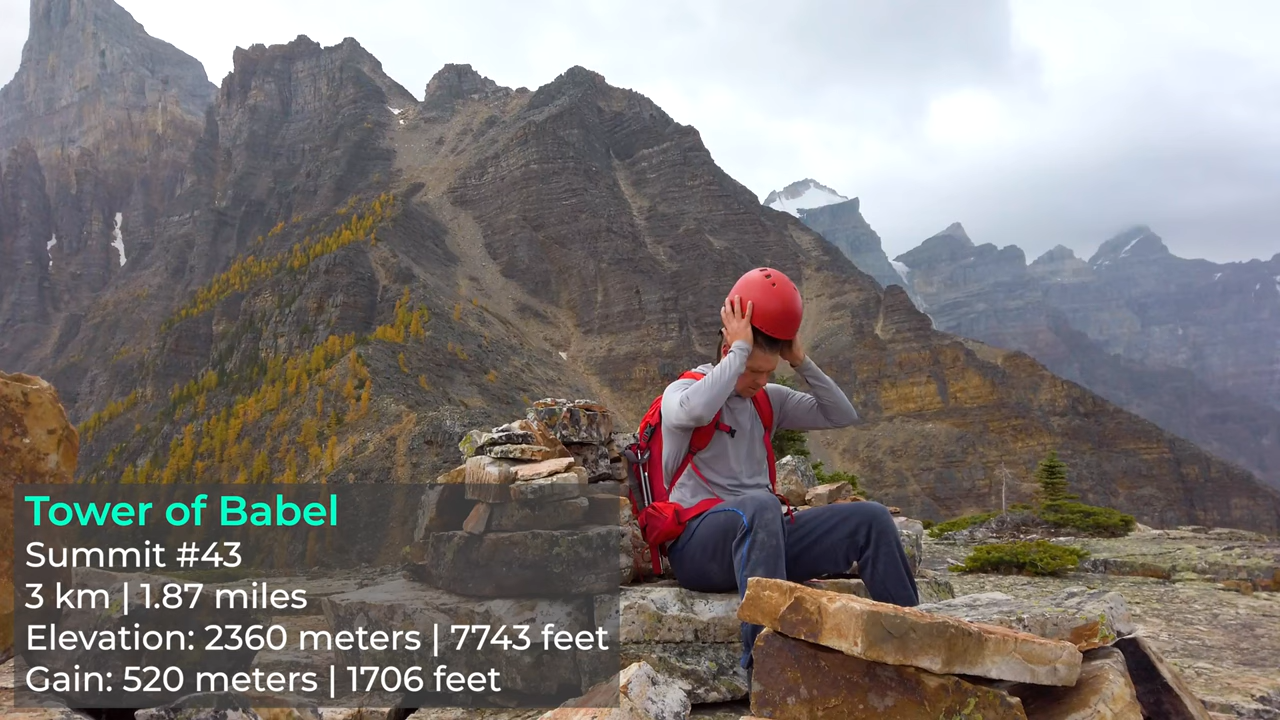 Tower of Babel
Summit #43
3 km | 1.87 miles
Elevation: 2360 meters | 7743 feet
Gain: 520 meters | 1706 feet